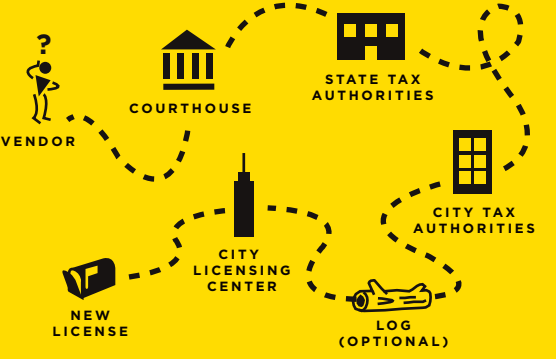 ?
VENDOR
COURTHOUSE
STATE TAX
AUTHORITIES
CITY TAX
AUTHORITIES
LOG
(OPTIONAL)
CITY
LICENSING
CENTER
NEW
LICENSE